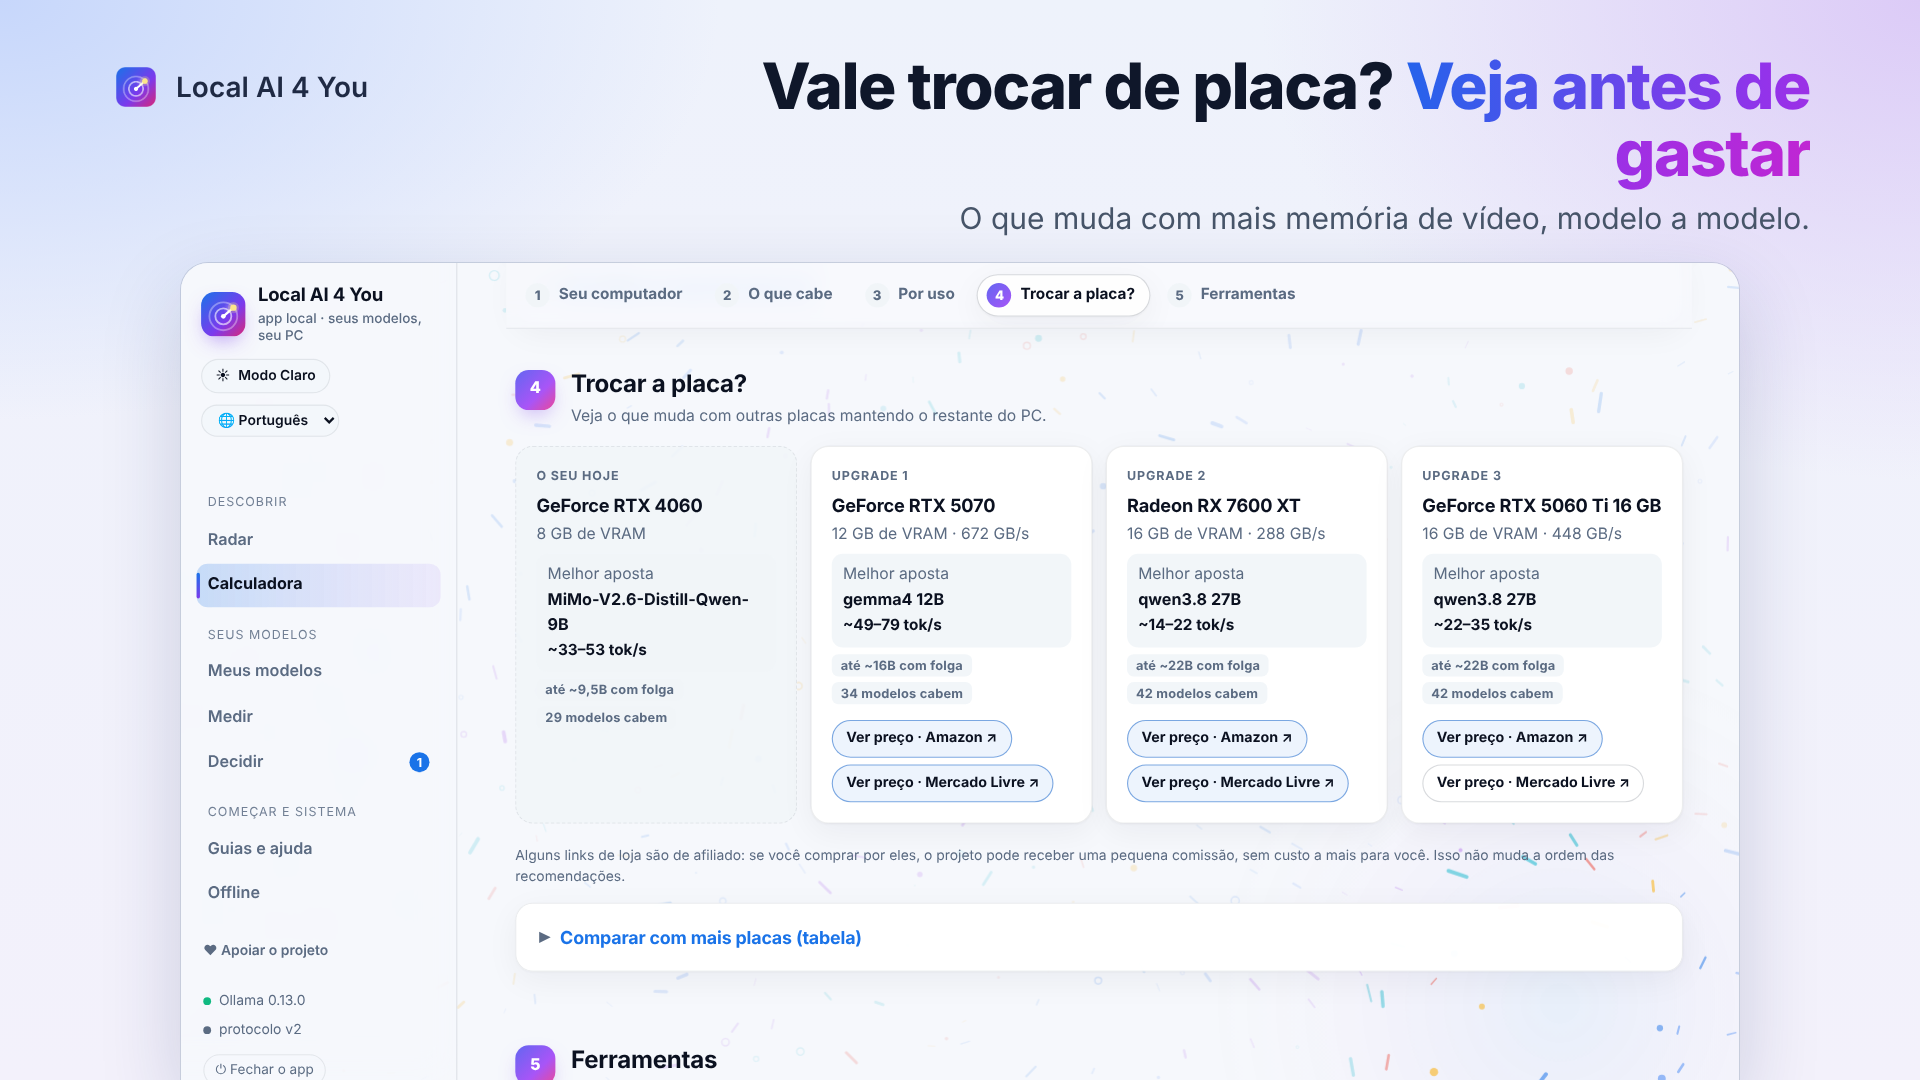 Local AI 4 You
Vale trocar de placa? Veja antes de
gastar
O que muda com mais memória de vídeo, modelo a modelo.
Local AI 4 You
app local · seus modelos,
seu PC
☀ Modo Claro
🌐 Português
DESCOBRIR
Radar
Calculadora
SEUS MODELOS
Meus modelos
Medir
Decidir 1
COMEÇAR E SISTEMA
Guias e ajuda
Offline
♥ Apoiar o projeto
Ollama 0.13.0
protocolo v2
⏻ Fechar o app
1 Seu computador
2 O que cabe
3 Por uso
4 Trocar a placa?
5 Ferramentas
4 Trocar a placa?
Veja o que muda com outras placas mantendo o restante do PC.
O SEU HOJE
GeForce RTX 4060
8 GB de VRAM
Melhor aposta
MiMo-V2.6-Distill-Qwen-
9B
~33–53 tok/s
até ~9,5B com folga
29 modelos cabem
UPGRADE 1
GeForce RTX 5070
12 GB de VRAM · 672 GB/s
Melhor aposta
gemma4 12B
~49–79 tok/s
até ~16B com folga
34 modelos cabem
Ver preço · Amazon ↗
Ver preço · Mercado Livre ↗
UPGRADE 2
Radeon RX 7600 XT
16 GB de VRAM · 288 GB/s
Melhor aposta
qwen3.8 27B
~14–22 tok/s
até ~22B com folga
42 modelos cabem
Ver preço · Amazon ↗
Ver preço · Mercado Livre ↗
UPGRADE 3
GeForce RTX 5060 Ti 16 GB
16 GB de VRAM · 448 GB/s
Melhor aposta
qwen3.8 27B
~22–35 tok/s
até ~22B com folga
42 modelos cabem
Ver preço · Amazon ↗
Ver preço · Mercado Livre ↗
Alguns links de loja são de afiliado: se você comprar por eles, o projeto pode receber uma pequena comissão, sem custo a mais para você. Isso não muda a ordem das
recomendações.
▶ Comparar com mais placas (tabela)
5 Ferramentas